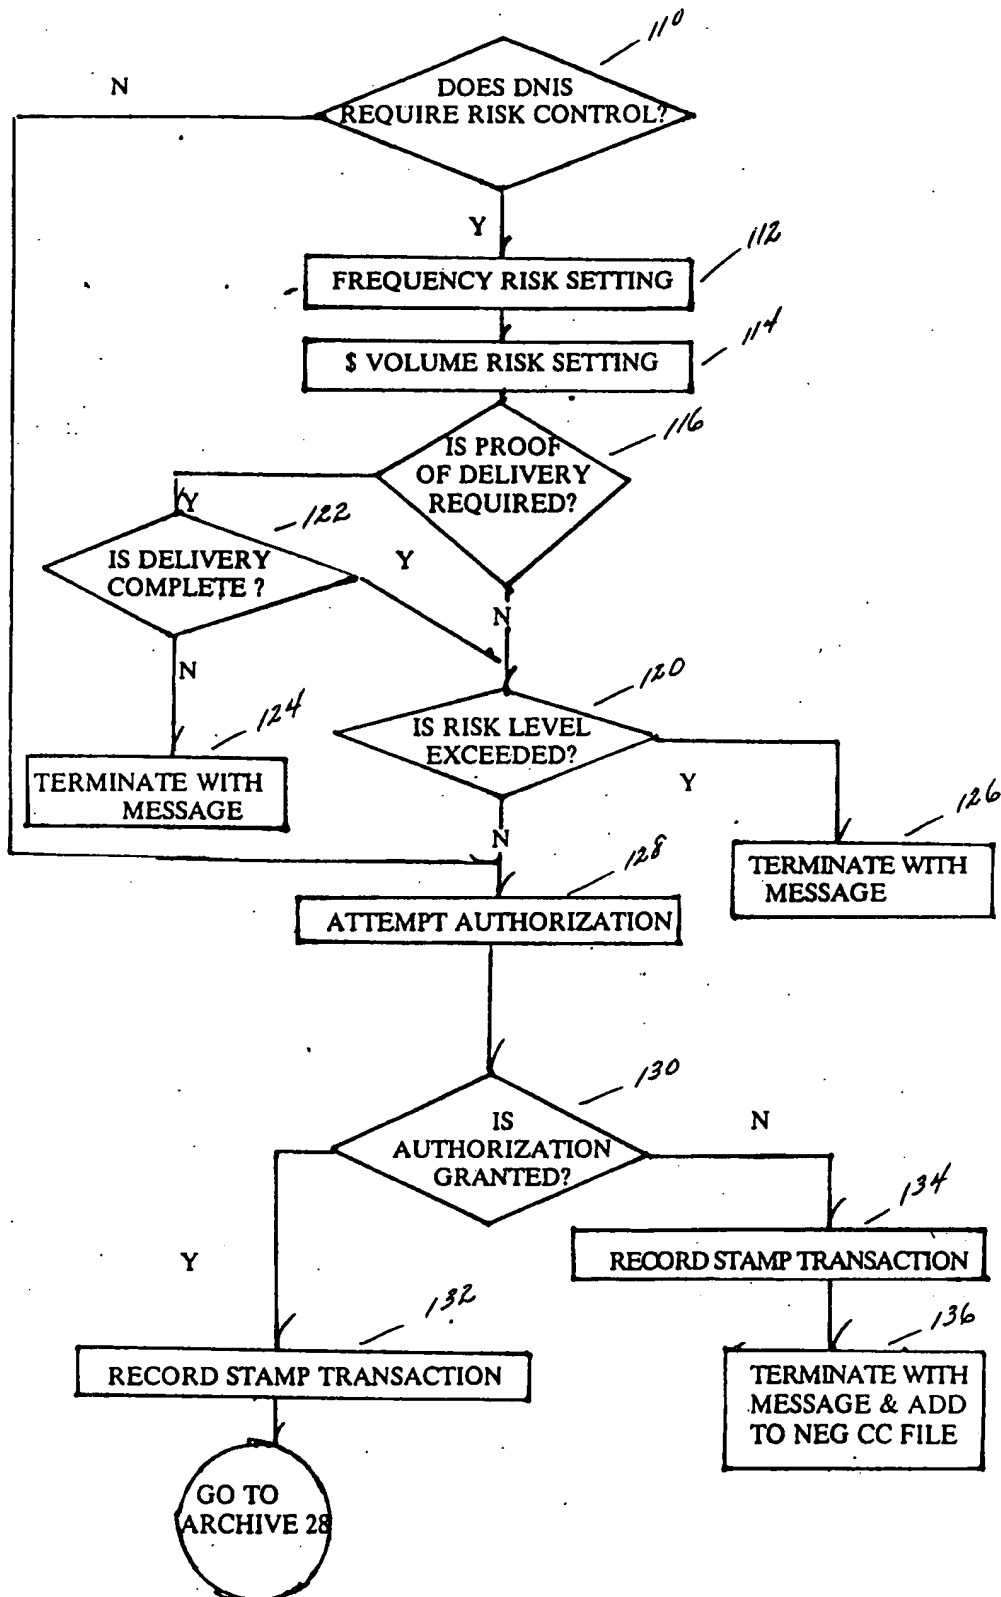 110
N
DOES DNIS
REQUIRE RISK CONTROL?
Y
112
FREQUENCY RISK SETTING
114
$ VOLUME RISK SETTING
116
IS PROOF
OF DELIVERY
REQUIRED?
Y
122
IS DELIVERY
COMPLETE ?
Y
N
N
120
IS RISK LEVEL
EXCEEDED?
124
TERMINATE WITH
MESSAGE
Y
126
TERMINATE WITH
MESSAGE
N
128
ATTEMPT AUTHORIZATION
130
IS
AUTHORIZATION
GRANTED?
N
134
RECORD STAMP TRANSACTION
Y
132
RECORD STAMP TRANSACTION
136
TERMINATE WITH
MESSAGE & ADD
TO NEG CC FILE
GO TO
ARCHIVE 28